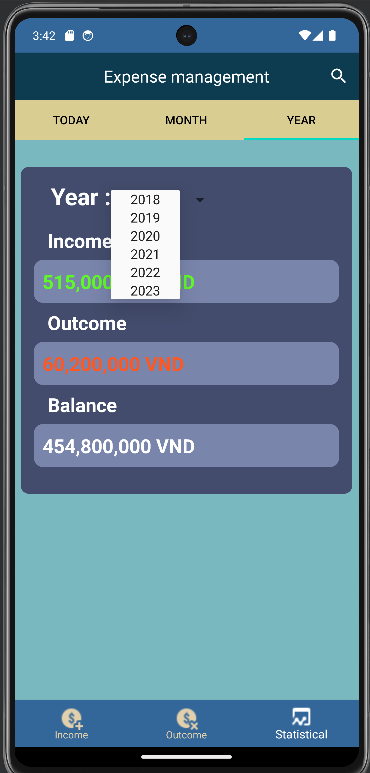 3:42
Expense management
TODAY MONTH YEAR
Year :
2018
2019
2020
2021
2022
2023
Income
515,000 ND
Outcome
60,200,000 VND
Balance
454,800,000 VND
Income Outcome Statistical